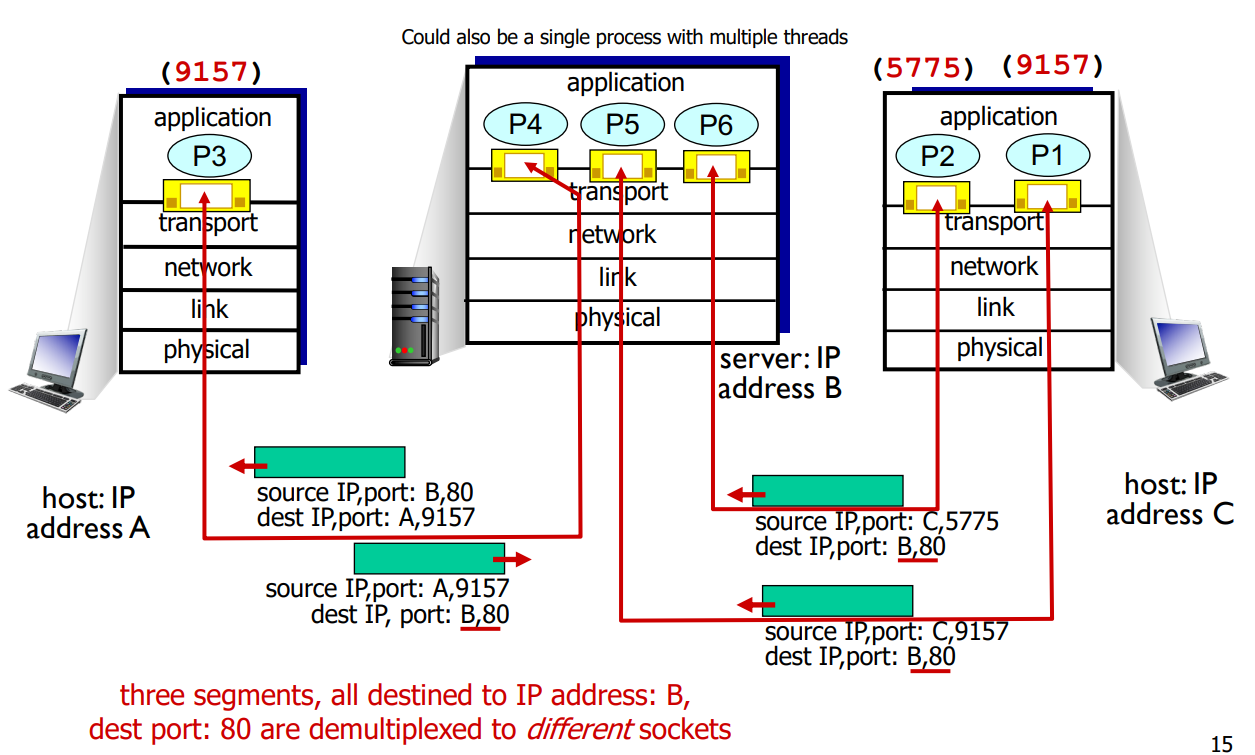 Could also be a single process with multiple threads
(9157)
application
P3
transport
network
link
physical
host: IP
address A
application
P4 P5 P6
transport
network
link
physical
server: IP
address B
(5775) (9157)
application
P2 P1
transport
network
link
physical
host: IP
address C
source IP,port: B,80
dest IP,port: A,9157
source IP,port: A,9157
dest IP, port: B,80
source IP,port: C,5775
dest IP,port: B,80
source IP,port: C,9157
dest IP,port: B,80
three segments, all destined to IP address: B,
dest port: 80 are demultiplexed to different sockets
15